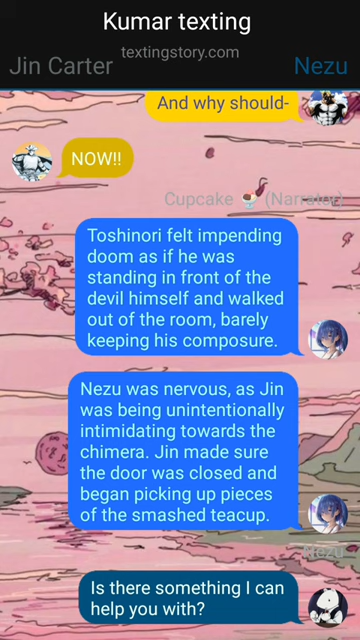 Kumar texting
textingstory.com
Jin Carter
Nezu
And why should-
NOW!!
Cupcake 🍨 (Narrator)
Toshinori felt impending
doom as if he was
standing in front of the
devil himself and walked
out of the room, barely
keeping his composure.
Nezu was nervous, as Jin
was being unintentionally
intimidating towards the
chimera. Jin made sure
the door was closed and
began picking up pieces
of the smashed teacup.
Nezu
Is there something I can
help you with?